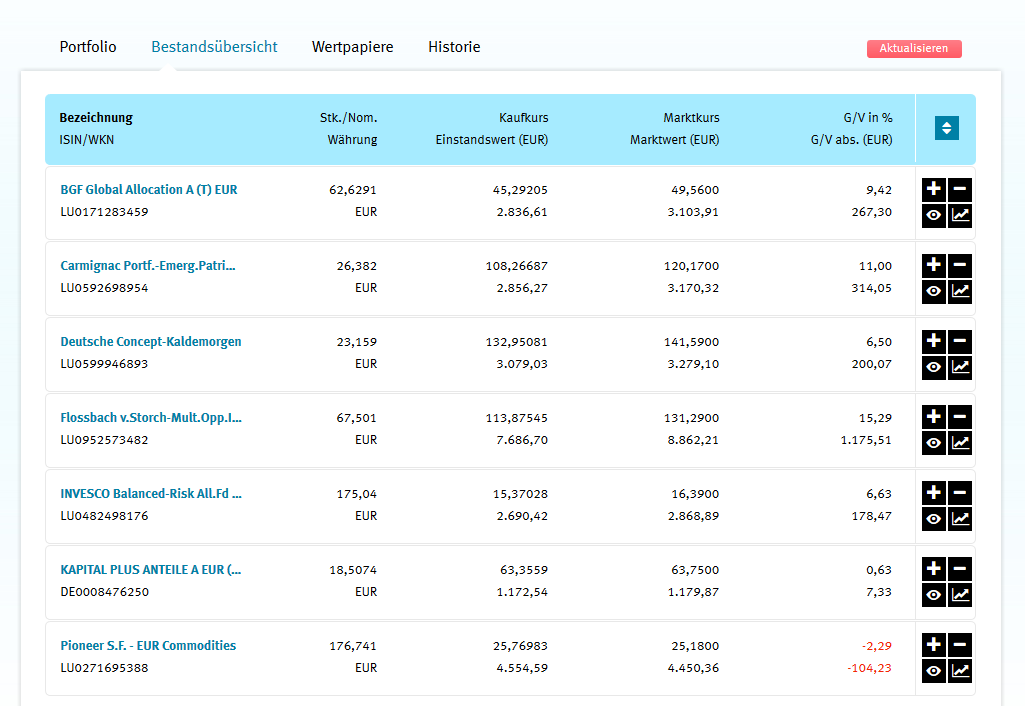 Portfolio Bestandsübersicht Wertpapiere Historie Aktualisieren
Bezeichnung Stk./Nom. Kaufkurs Marktkurs G/V in %
ISIN/WKN Währung Einstandswert (EUR) Marktwert (EUR) G/V abs. (EUR)
BGF Global Allocation A (T) EUR 62,6291 45,29205 49,5600 9,42
LU0171283459 EUR 2.836,61 3.103,91 267,30
Carmignac Portf.-Emerg.Patri... 26,382 108,26687 120,1700 11,00
LU0592698954 EUR 2.856,27 3.170,32 314,05
Deutsche Concept-Kaldemorgen 23,159 132,95081 141,5900 6,50
LU0599946893 EUR 3.079,03 3.279,10 200,07
Flossbach v.Storch-Mult.Opp.I... 67,501 113,87545 131,2900 15,29
LU0952573482 EUR 7.686,70 8.862,21 1.175,51
INVESCO Balanced-Risk All.Fd ... 175,04 15,37028 16,3900 6,63
LU0482498176 EUR 2.690,42 2.868,89 178,47
KAPITAL PLUS ANTEILE A EUR (... 18,5074 63,3559 63,7500 0,63
DE0008476250 EUR 1.172,54 1.179,87 7,33
Pioneer S.F. - EUR Commodities 176,741 25,76983 25,1800 -2,29
LU0271695388 EUR 4.554,59 4.450,36 -104,23